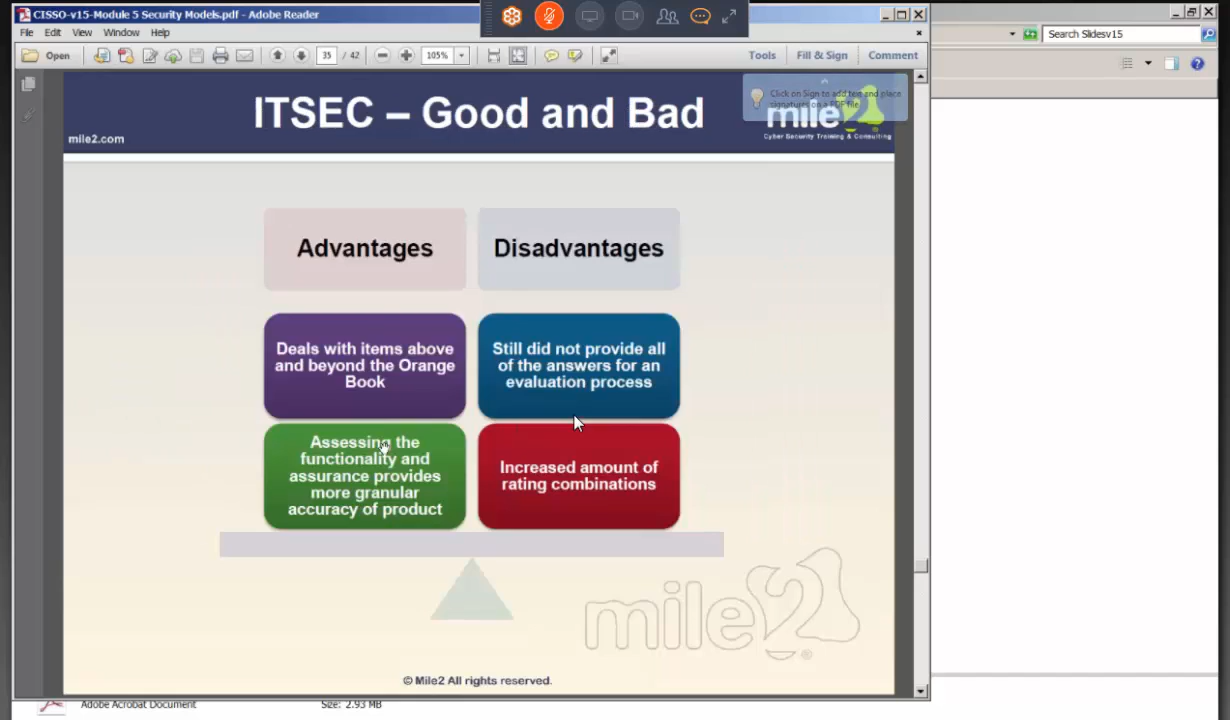 CISSO-v15-Module 5 Security Models.pdf - Adobe Reader
File Edit View Window Help
Search Slidesv15
Open
35 / 42
105%
Tools
Fill & Sign
Comment
ITSEC – Good and Bad
Click on Sign to add text and place
signatures on a PDF file.
mile2
Cyber Security Training & Consulting
mile2.com
Advantages
Disadvantages
Deals with items above
and beyond the Orange
Book
Still did not provide all
of the answers for an
evaluation process
Assessing the
functionality and
assurance provides
more granular
accuracy of product
Increased amount of
rating combinations
mile2
© Mile2 All rights reserved.
Adobe Acrobat Document
Size: 2.93 MB